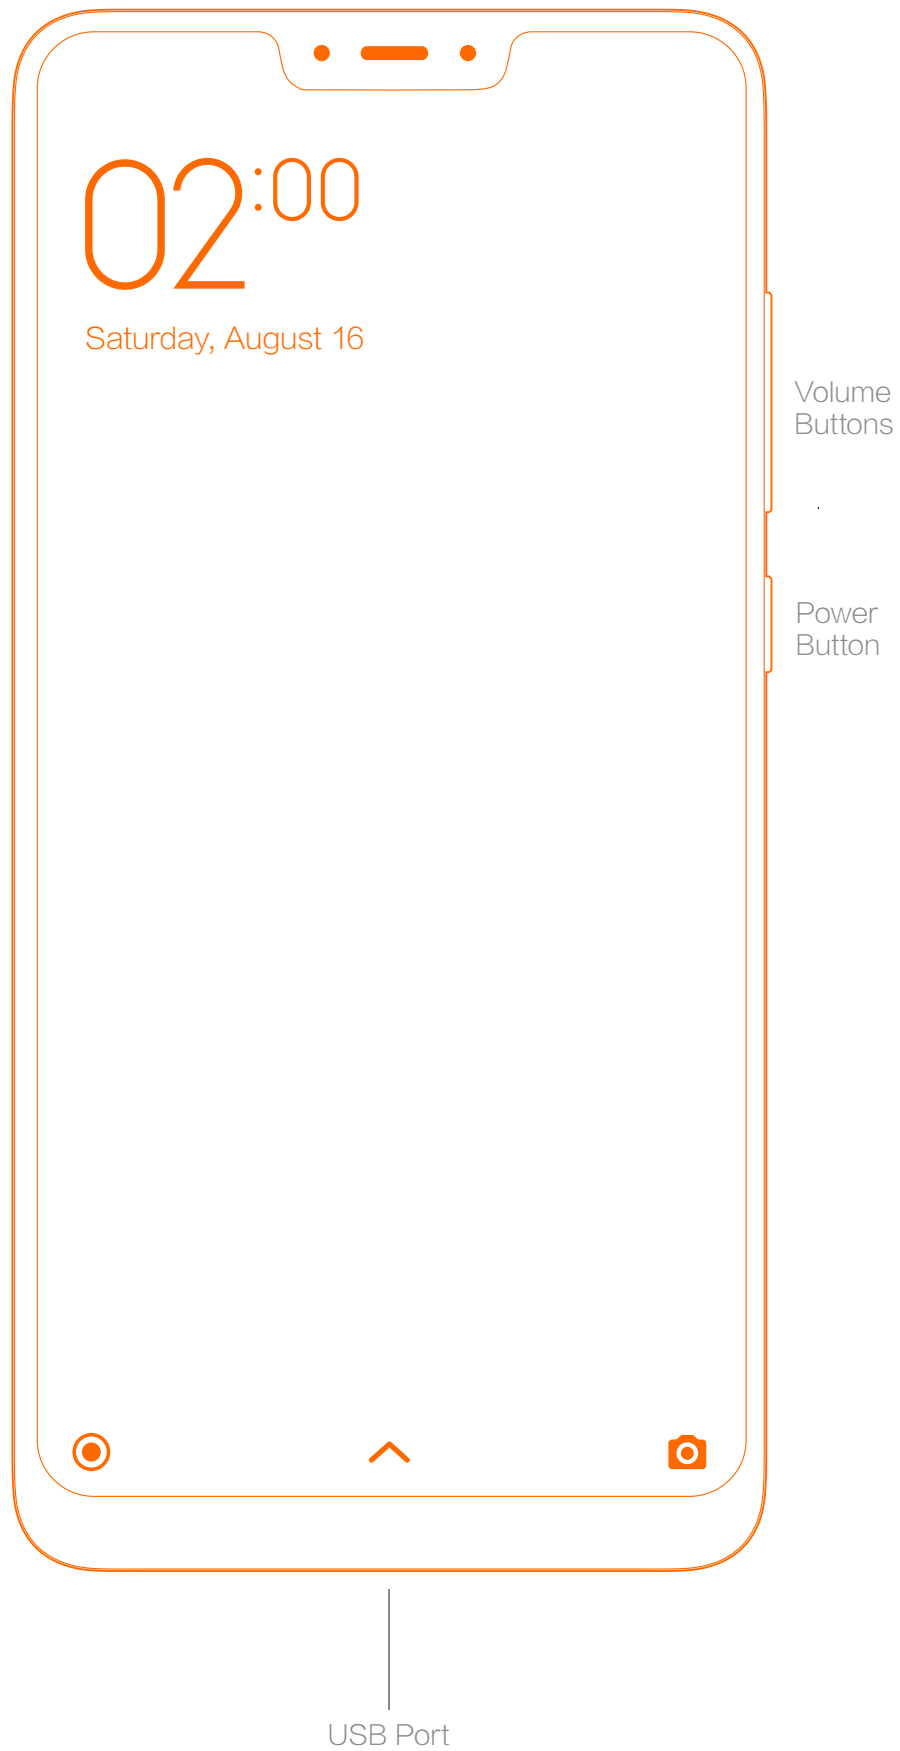 02:00
Saturday, August 16
Volume
Buttons
Power
Button
USB Port